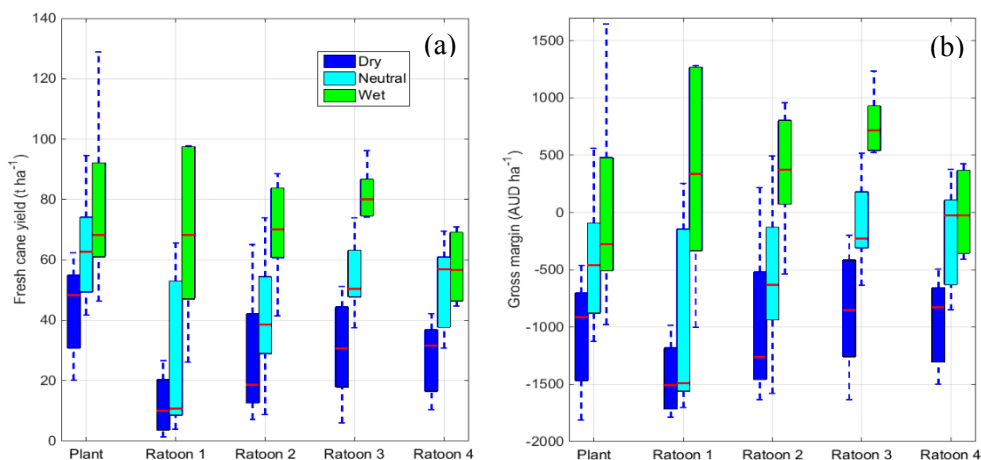 (a)
Dry
Neutral
Wet
140
120
100
80
60
40
20
0
Fresh cane yield (t ha⁻¹)
Plant Ratoon 1 Ratoon 2 Ratoon 3 Ratoon 4
(b)
1500
1000
500
0
-500
-1000
-1500
-2000
Gross margin (AUD ha⁻¹)
Plant Ratoon 1 Ratoon 2 Ratoon 3 Ratoon 4